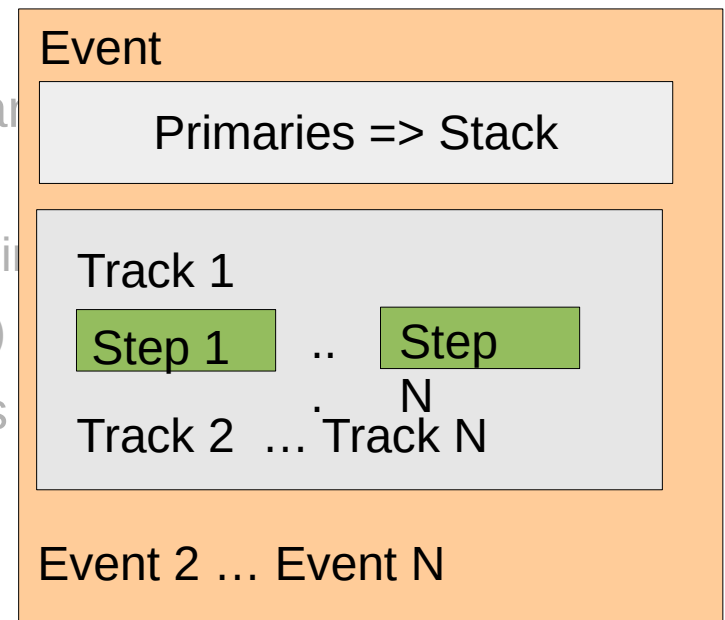 Event
Primaries => Stack
Track 1
Step 1 .. Step
. N
Track 2 … Track N
Event 2 … Event N